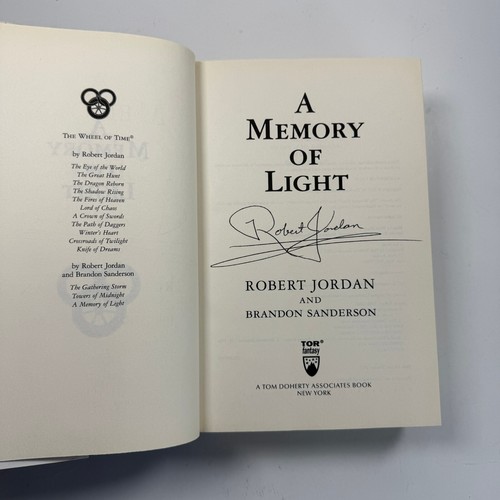 THE WHEEL OF TIME®
by Robert Jordan
The Eye of the World
The Great Hunt
The Dragon Reborn
The Shadow Rising
The Fires of Heaven
Lord of Chaos
A Crown of Swords
The Path of Daggers
Winter's Heart
Crossroads of Twilight
Knife of Dreams
by Robert Jordan
and Brandon Sanderson
The Gathering Storm
Towers of Midnight
A Memory of Light
A
MEMORY
OF
LIGHT
Robert Jordan
ROBERT JORDAN
AND
BRANDON SANDERSON
TOR®
fantasy
A TOM DOHERTY ASSOCIATES BOOK
NEW YORK